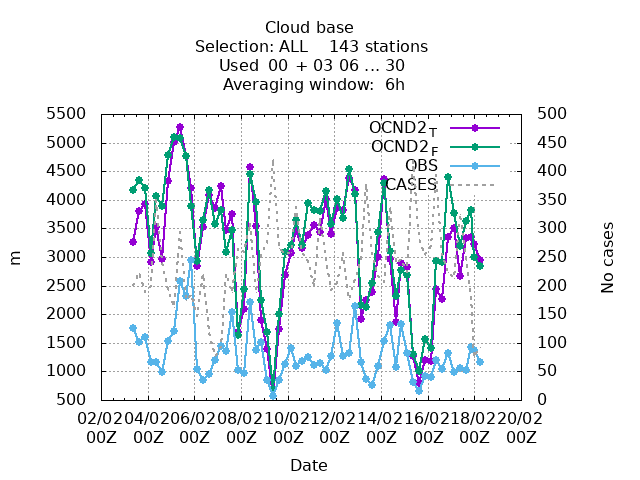 Cloud base
Selection: ALL    143 stations
Used  00  + 03 06 ... 30
Averaging window:  6h
5500
5000
4500
4000
3500
3000
2500
2000
1500
1000
500
500
450
400
350
300
250
200
150
100
50
0
OCND2 T
OCND2 F
OBS
CASES
m
No cases
02/02 04/02 06/02 08/02 10/02 12/02 14/02 16/02 18/02 20/02
00Z 00Z 00Z 00Z 00Z 00Z 00Z 00Z 00Z 00Z
Date